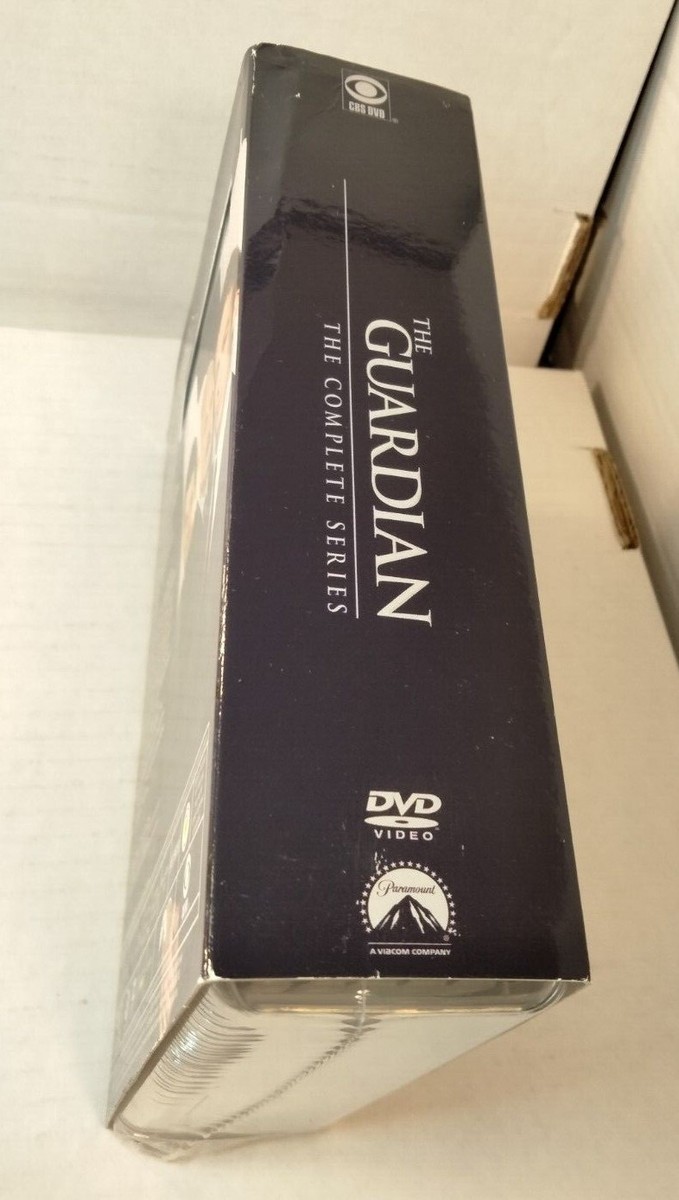 CBS DVD
THE
GUARDIAN
THE COMPLETE SERIES
DVD
VIDEO
Paramount
A VIACOM COMPANY